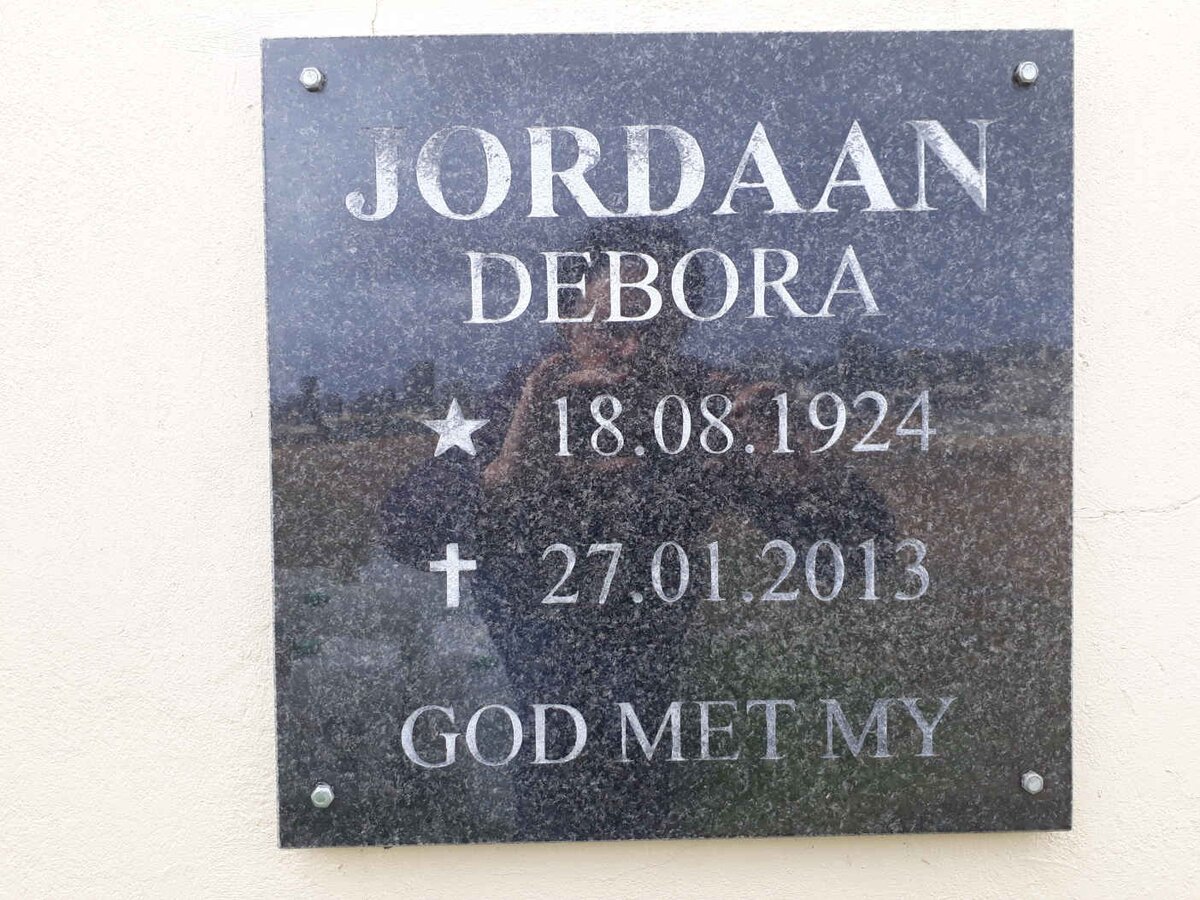 JORDAAN
DEBORA
★ 18.08.1924
✝ 27.01.2013
GOD MET MY